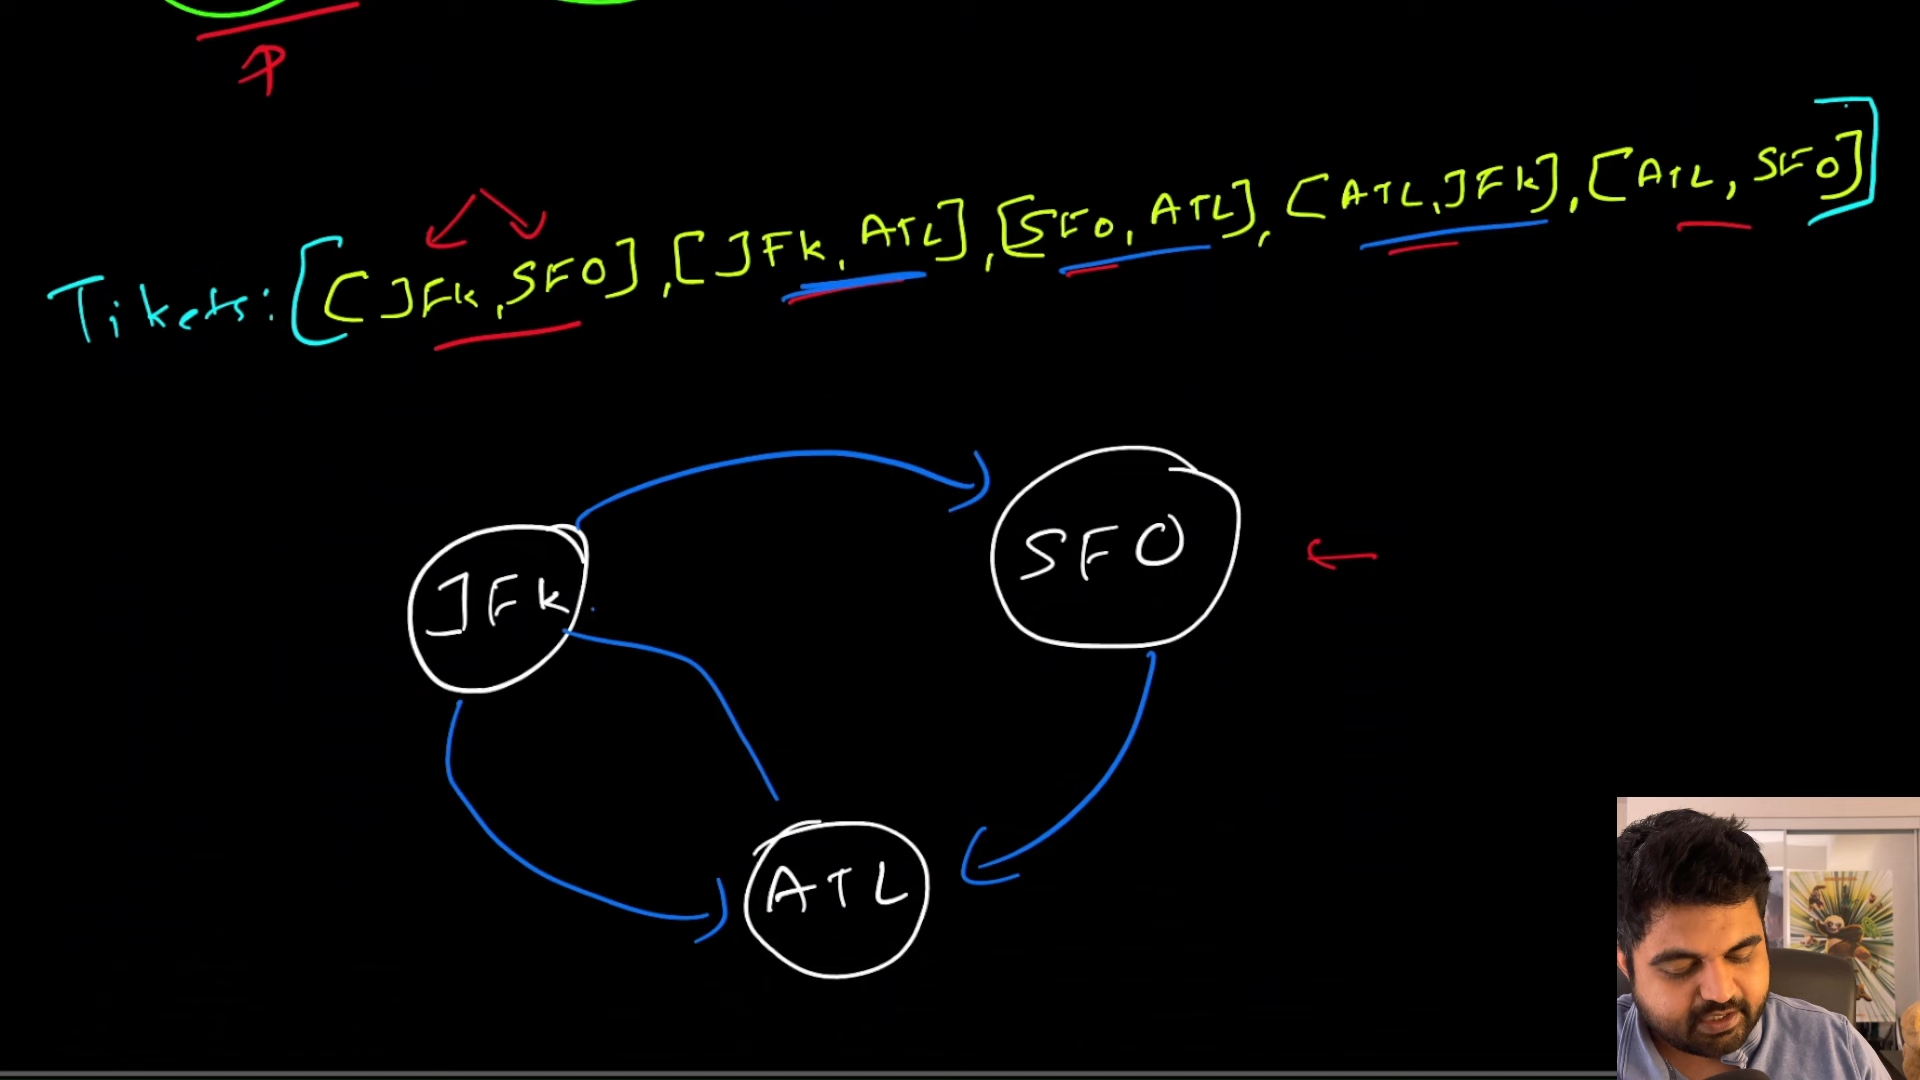 Tikets: [[JFK, SFO], [JFK, ATL], [SFO, ATL], [ATL, JFK], [ATL, SFO]]
JFK
SFO
ATL